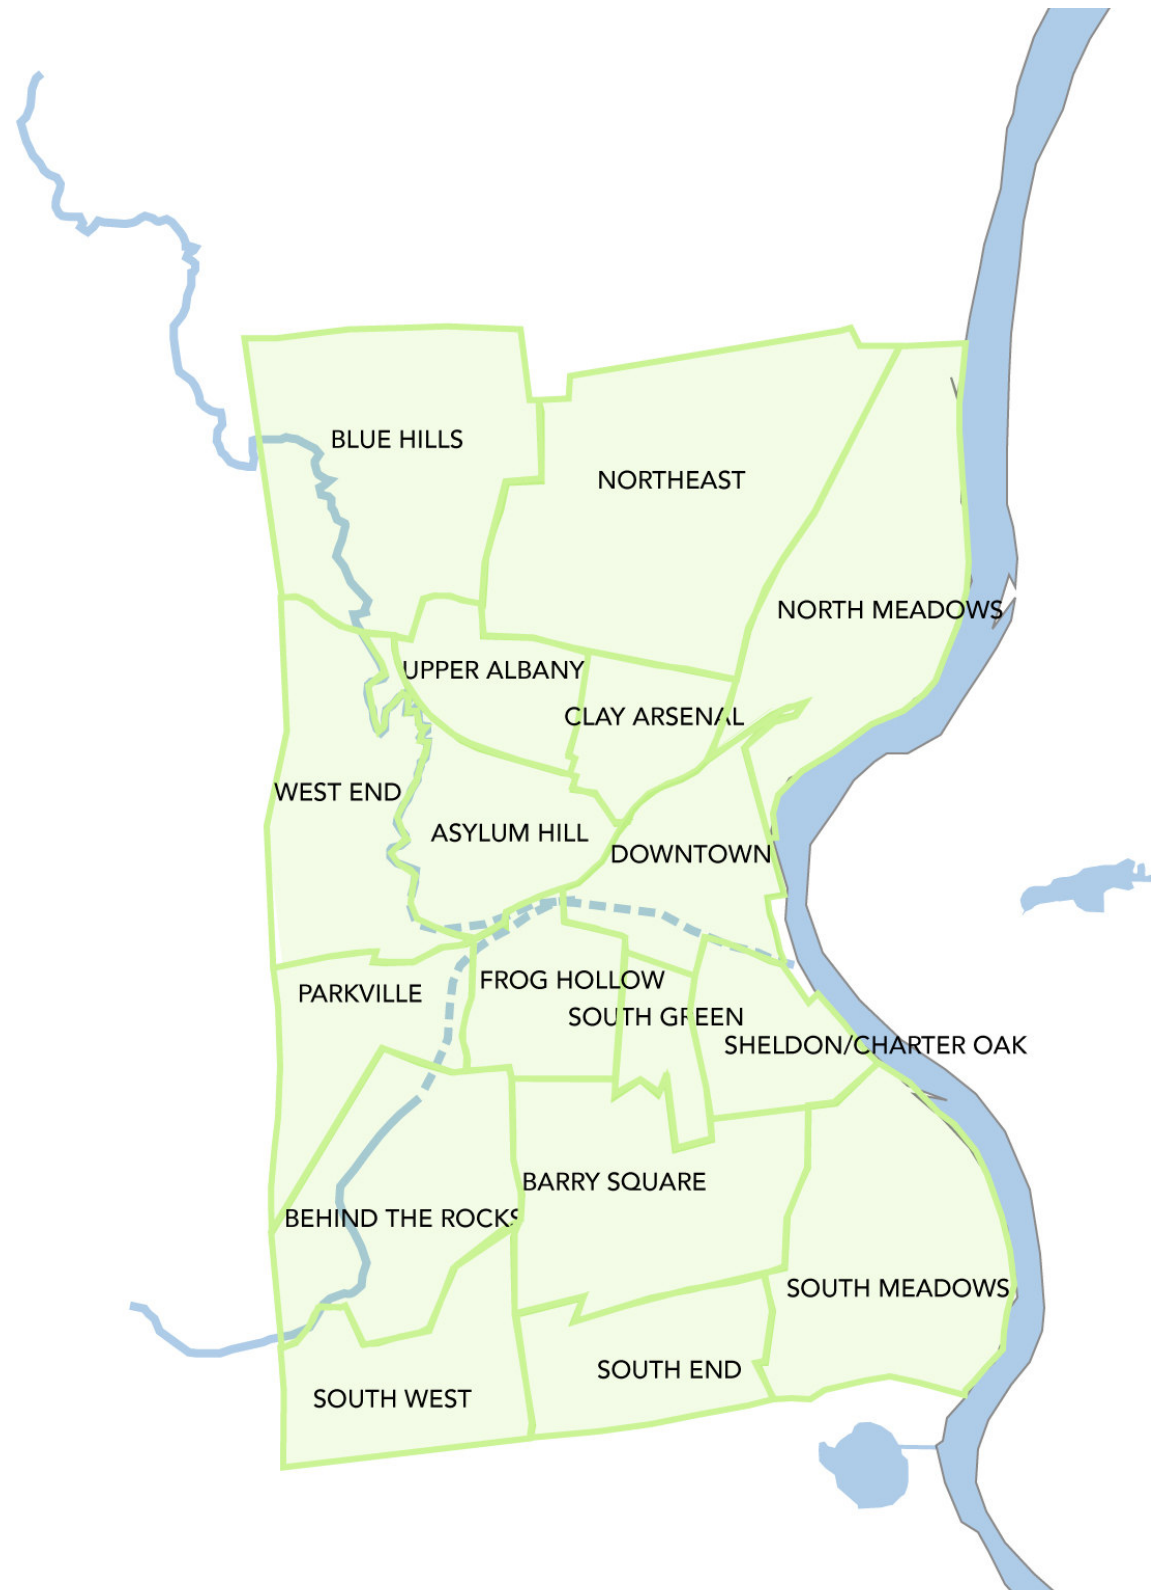 BLUE HILLS
NORTHEAST
NORTH MEADOWS
UPPER ALBANY
CLAY ARSENAL
WEST END
ASYLUM HILL
DOWNTOWN
FROG HOLLOW
PARKVILLE
SOUTH GREEN
SHELDON/CHARTER OAK
BARRY SQUARE
BEHIND THE ROCKS
SOUTH MEADOWS
SOUTH END
SOUTH WEST